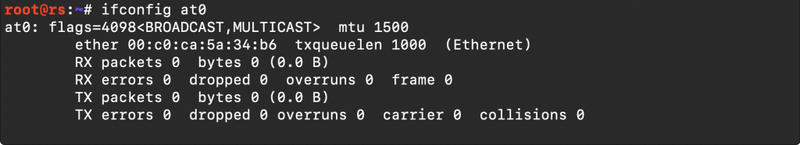 root@rs:~# ifconfig at0
at0: flags=4098<BROADCAST,MULTICAST>  mtu 1500
        ether 00:c0:ca:5a:34:b6  txqueuelen 1000  (Ethernet)
        RX packets 0  bytes 0 (0.0 B)
        RX errors 0  dropped 0  overruns 0  frame 0
        TX packets 0  bytes 0 (0.0 B)
        TX errors 0  dropped 0 overruns 0  carrier 0  collisions 0